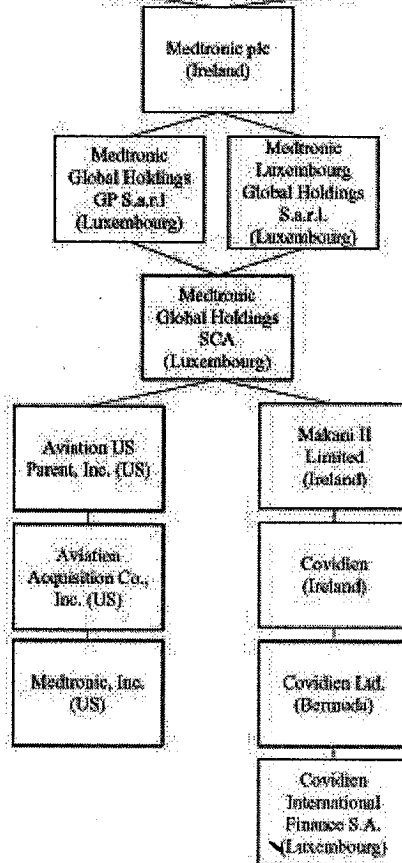 Medtronic plc
(Ireland)
Medtronic
Global Holdings
GP S.a.r.l
(Luxembourg)
Medtronic
Luxembourg
Global Holdings
S.a.r.l.
(Luxembourg)
Medtronic
Global Holdings
SCA
(Luxembourg)
Aviation US
Parent, Inc. (US)
Makani II
Limited
(Ireland)
Aviation
Acquisition Co.,
Inc. (US)
Covidien
(Ireland)
Medtronic, Inc.
(US)
Covidien Ltd.
(Bermuda)
Covidien
International
Finance S.A.
(Luxembourg)